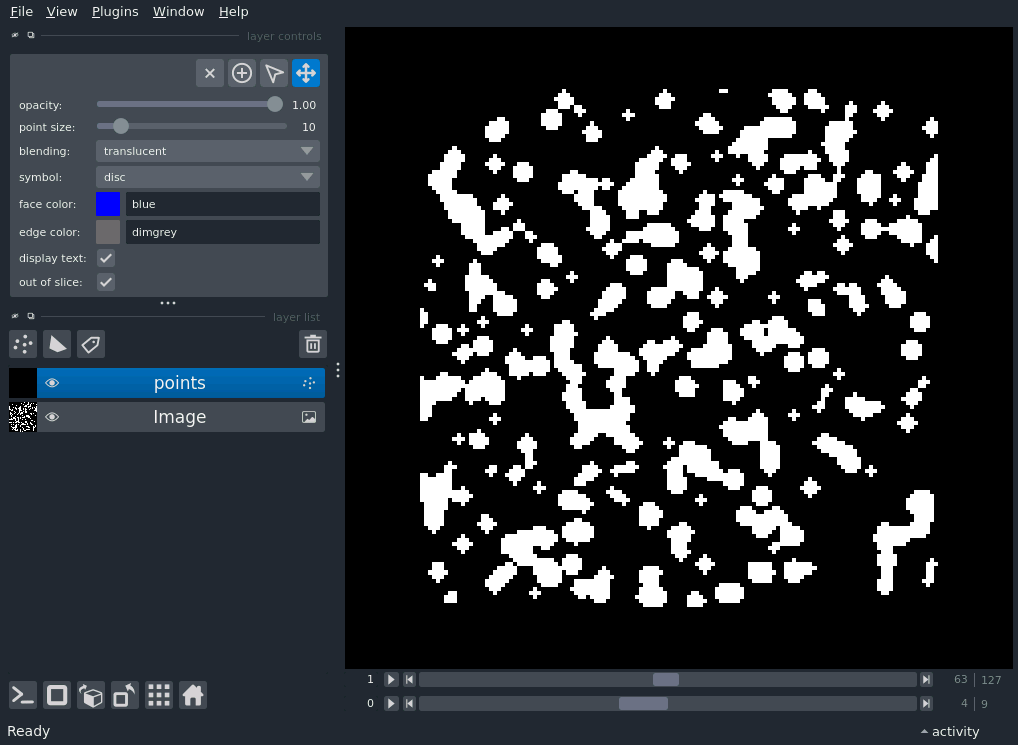 File View Plugins Window Help
layer controls
opacity: 1.00
point size: 10
blending: translucent
symbol: disc
face color: blue
edge color: dimgrey
display text:
out of slice:
layer list
points
Image
1 63 127
0 4 9
Ready activity